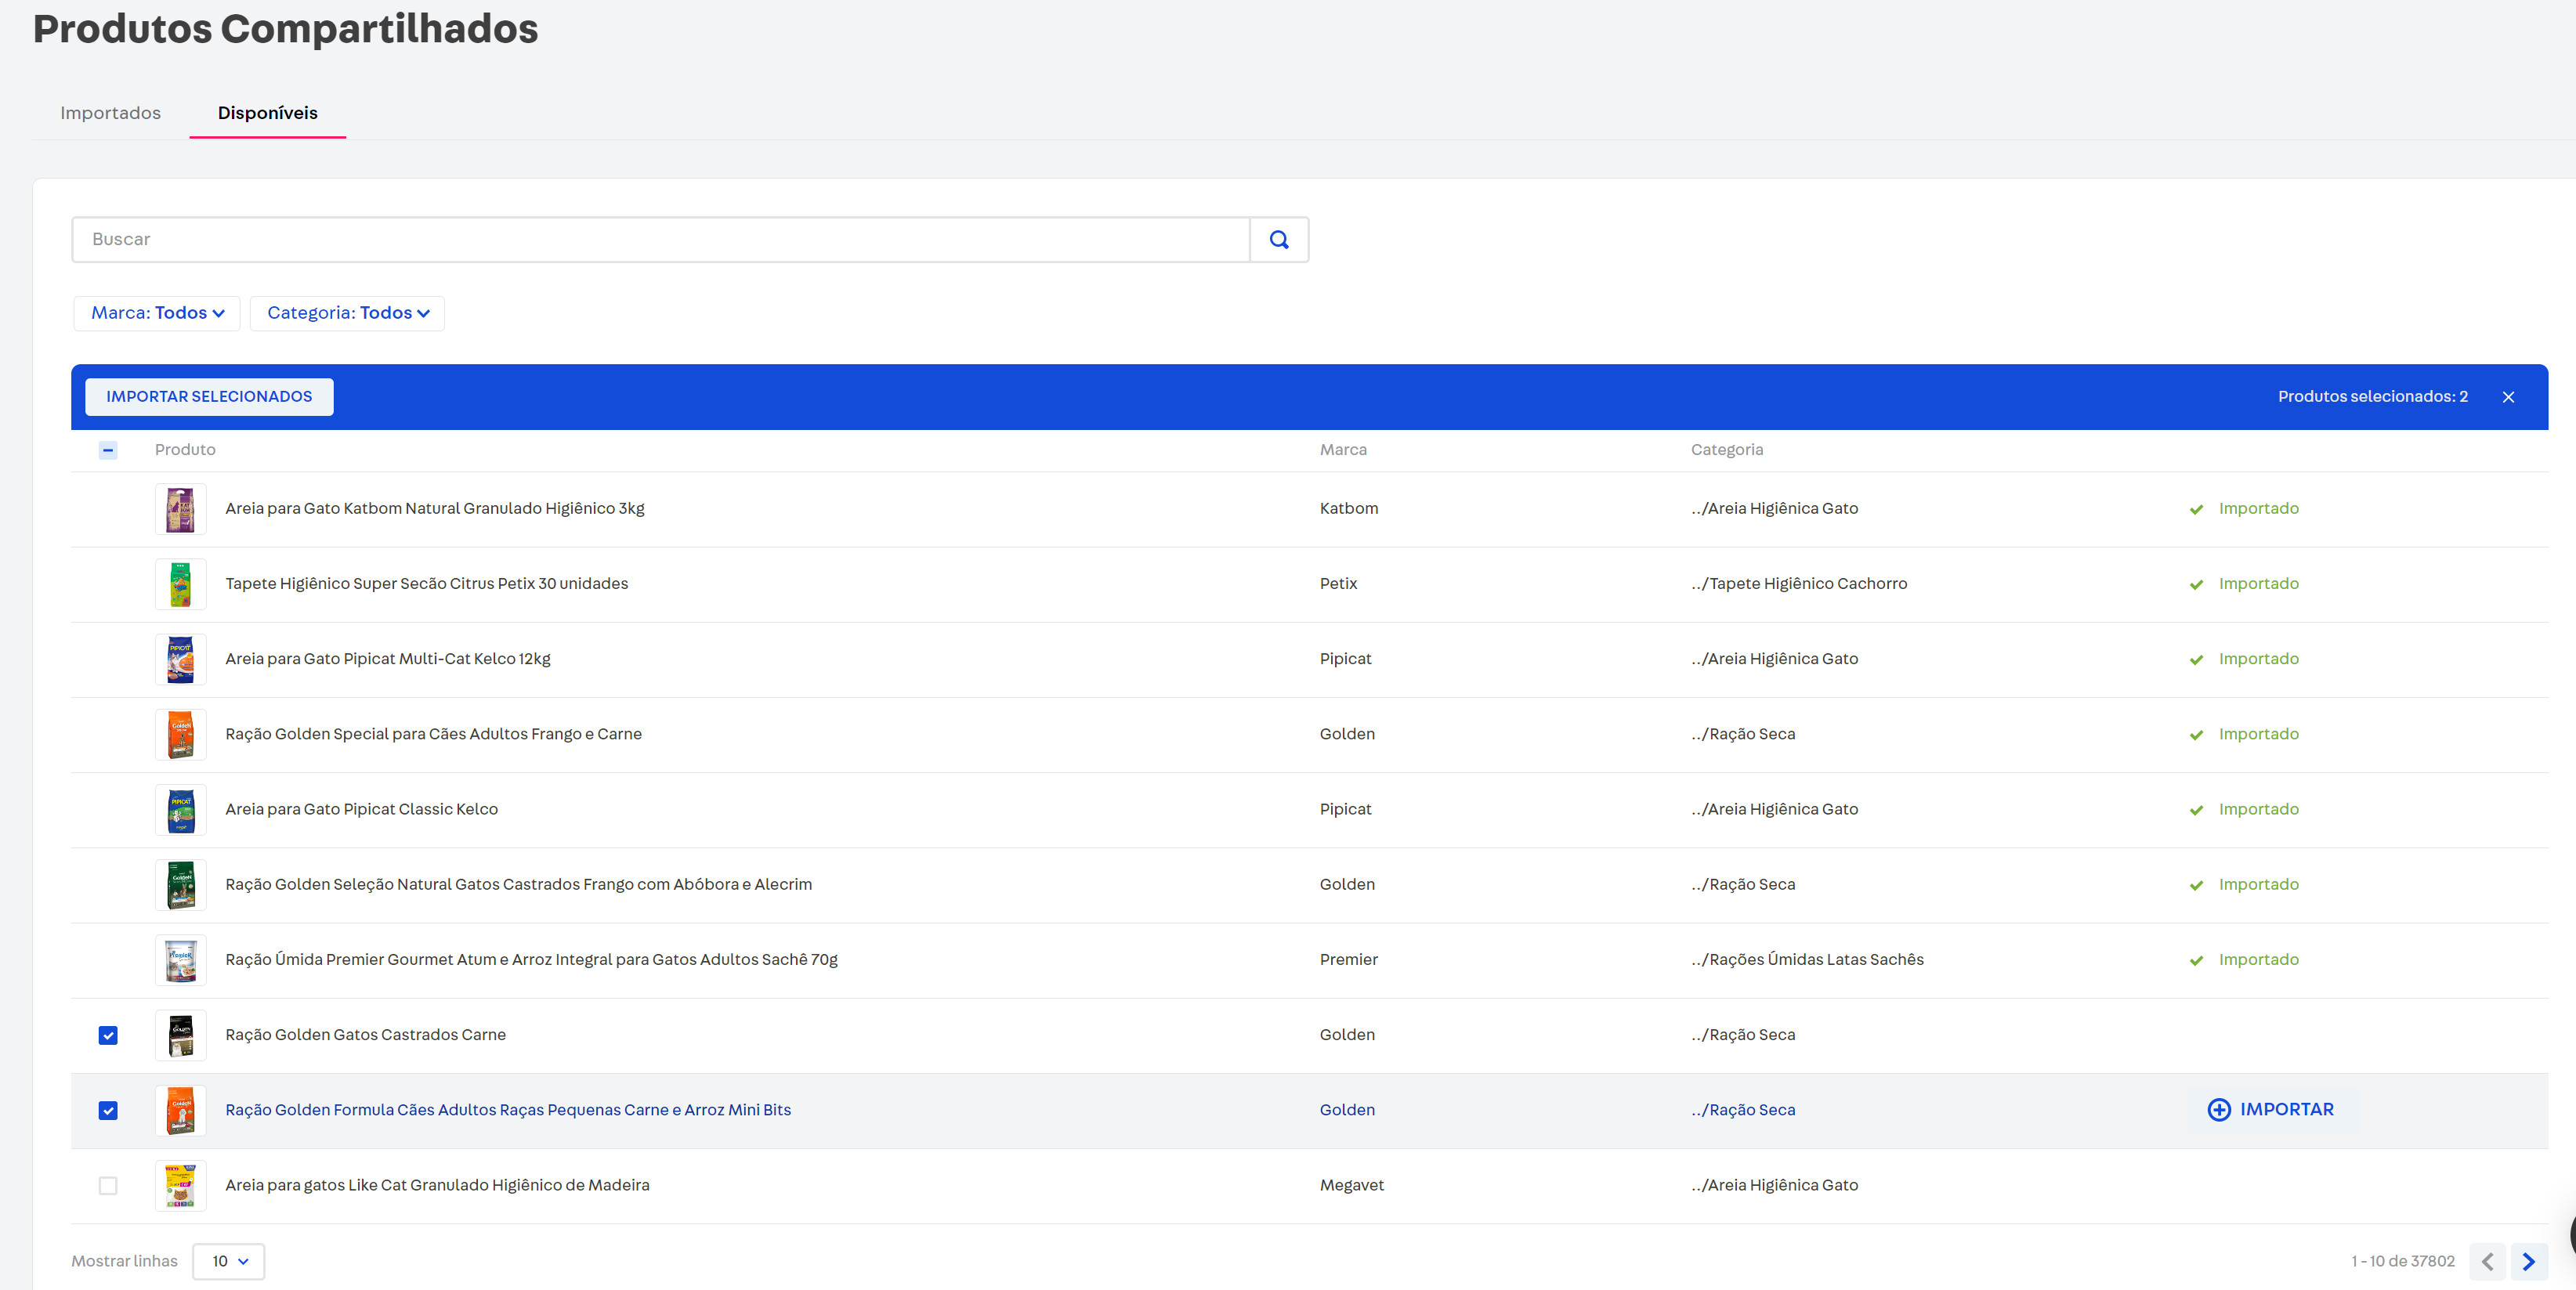 Produtos Compartilhados
Importados Disponíveis
Buscar
Marca: Todos Categoria: Todos
IMPORTAR SELECIONADOS Produtos selecionados: 2
Produto Marca Categoria
Areia para Gato Katbom Natural Granulado Higiênico 3kg Katbom ../Areia Higiênica Gato Importado
Tapete Higiênico Super Secão Citrus Petix 30 unidades Petix ../Tapete Higiênico Cachorro Importado
Areia para Gato Pipicat Multi-Cat Kelco 12kg Pipicat ../Areia Higiênica Gato Importado
Ração Golden Special para Cães Adultos Frango e Carne Golden ../Ração Seca Importado
Areia para Gato Pipicat Classic Kelco Pipicat ../Areia Higiênica Gato Importado
Ração Golden Seleção Natural Gatos Castrados Frango com Abóbora e Alecrim Golden ../Ração Seca Importado
Ração Úmida Premier Gourmet Atum e Arroz Integral para Gatos Adultos Sachê 70g Premier ../Rações Úmidas Latas Sachês Importado
Ração Golden Gatos Castrados Carne Golden ../Ração Seca
Ração Golden Formula Cães Adultos Raças Pequenas Carne e Arroz Mini Bits Golden ../Ração Seca IMPORTAR
Areia para gatos Like Cat Granulado Higiênico de Madeira Megavet ../Areia Higiênica Gato
Mostrar linhas 10 1 - 10 de 37802